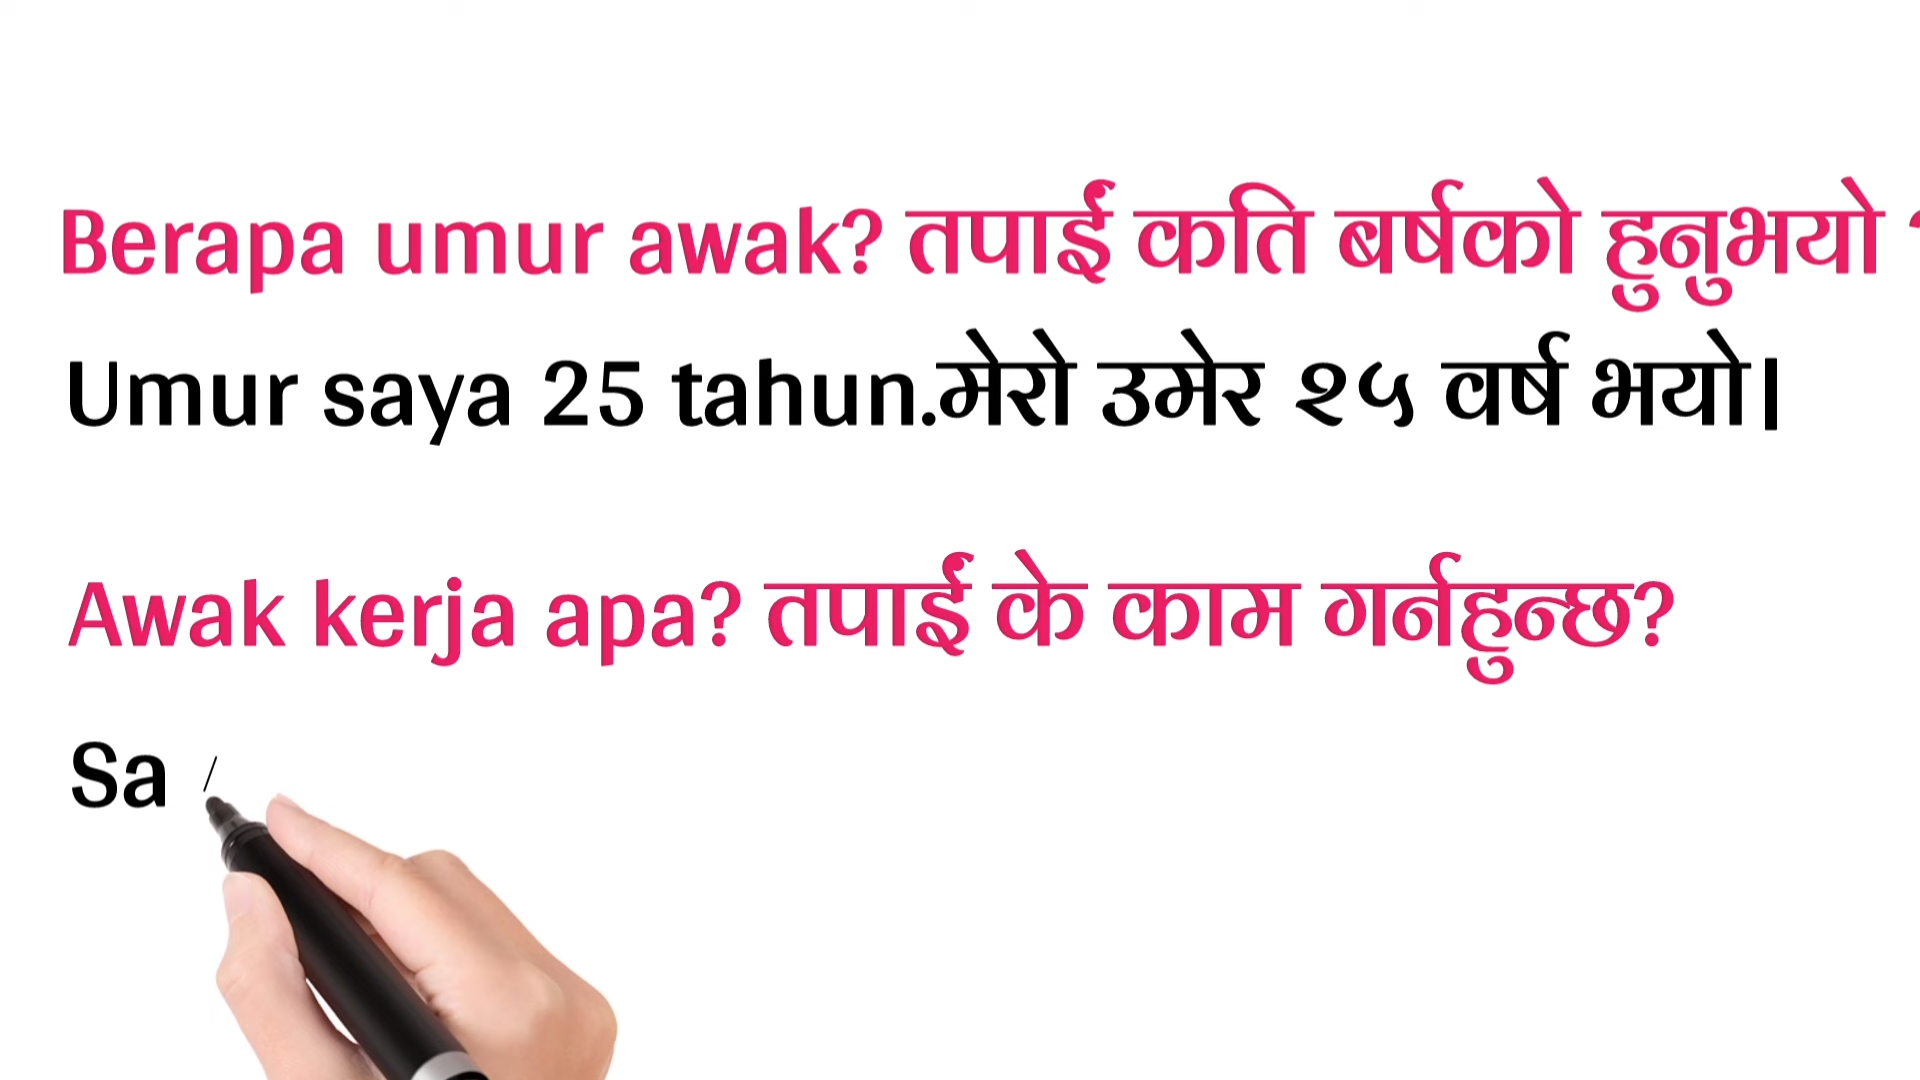 Berapa umur awak? तपाईं कति बर्षको हुनुभयो ?
Umur saya 25 tahun.मेरो उमेर २५ वर्ष भयो।
Awak kerja apa? तपाईं के काम गर्नहुन्छ?
Sa